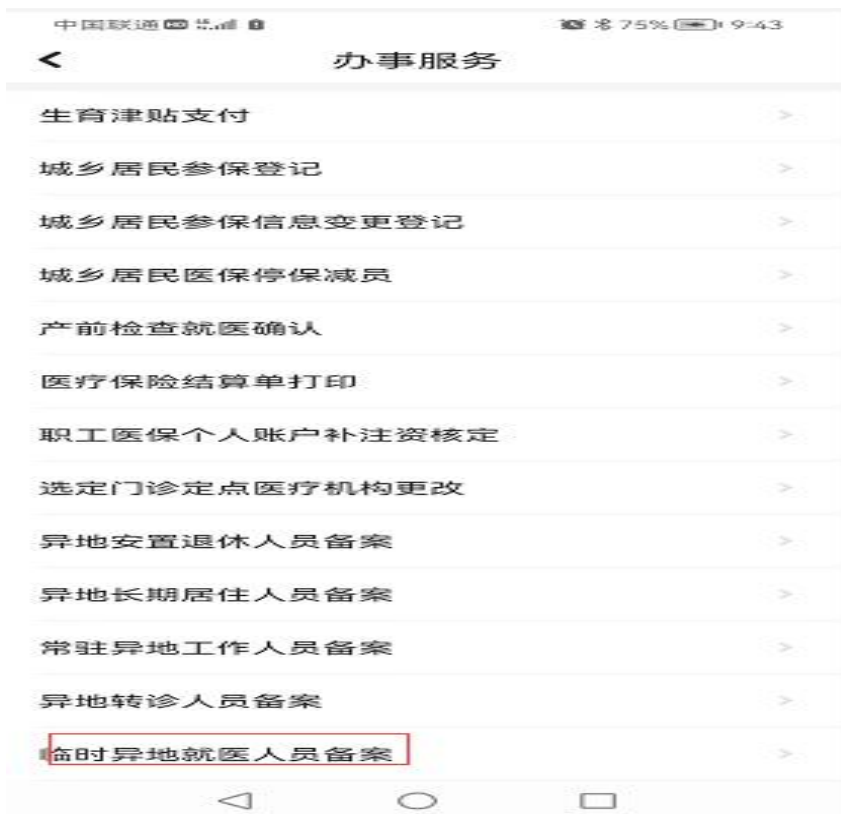 中国联通 HD 75% 9:43
办事服务
生育津贴支付
城乡居民参保登记
城乡居民参保信息变更登记
城乡居民医保停保减员
产前检查就医确认
医疗保险结算单打印
职工医保个人账户补注资核定
选定门诊定点医疗机构更改
异地安置退休人员备案
异地长期居住人员备案
常驻异地工作人员备案
异地转诊人员备案
临时异地就医人员备案